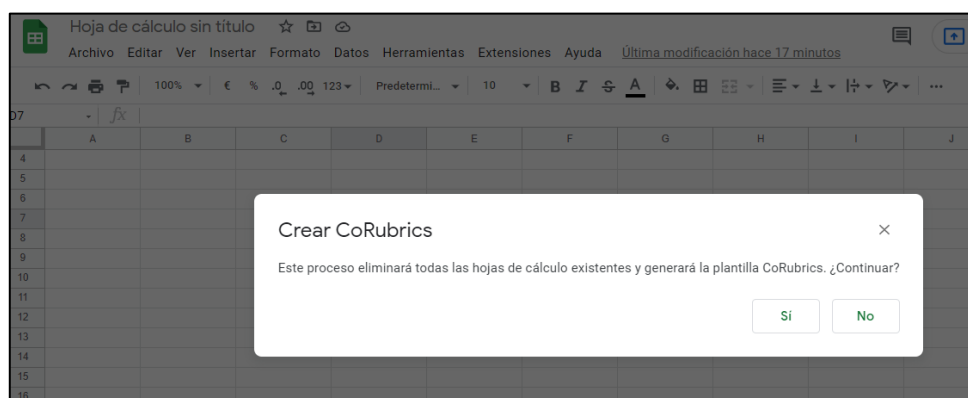 Hoja de cálculo sin título
Archivo Editar Ver Insertar Formato Datos Herramientas Extensiones Ayuda Última modificación hace 17 minutos
100% € % .0 .00 123 Predetermi... 10 B I S A ...
D7 fx
A B C D E F G H I J
4
5
6
7
8
9
10
11
12
13
14
15
16
Crear CoRubrics
Este proceso eliminará todas las hojas de cálculo existentes y generará la plantilla CoRubrics. ¿Continuar?
Sí No